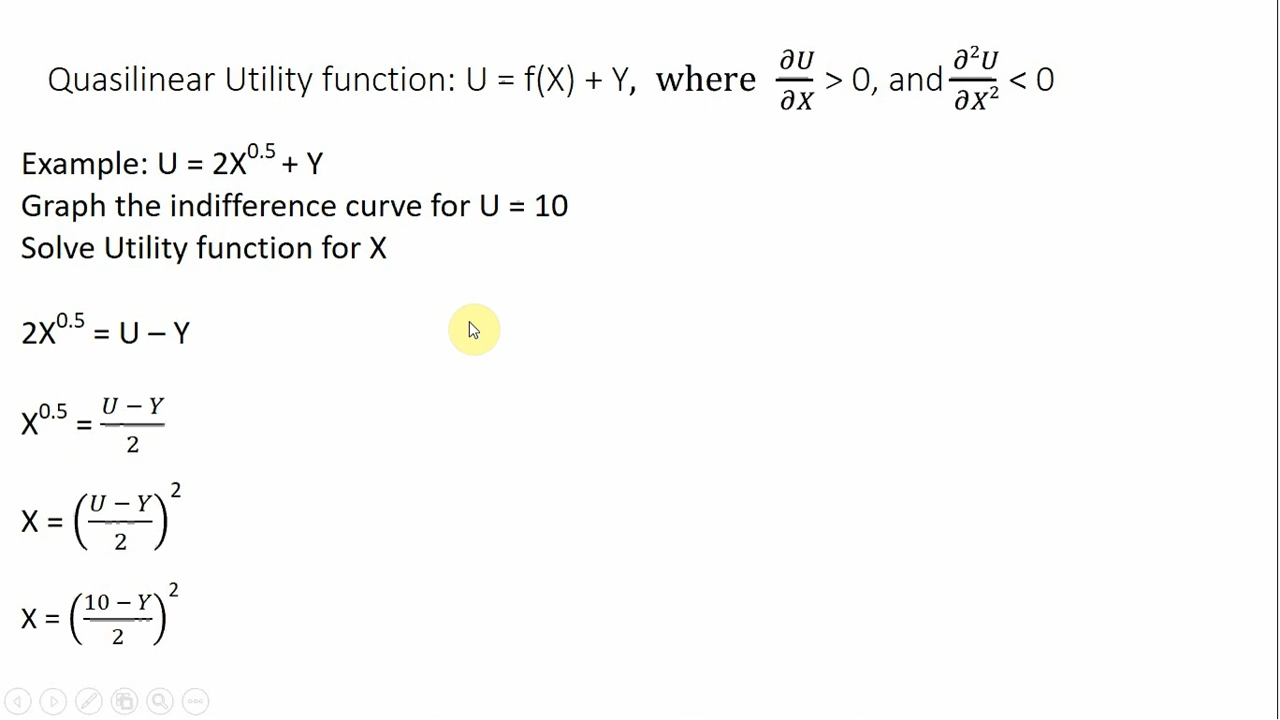 Quasilinear Utility function: U = f(X) + Y, where ∂U/∂X > 0, and ∂²U/∂X² < 0
Example: U = 2X^0.5 + Y
Graph the indifference curve for U = 10
Solve Utility function for X
2X^0.5 = U – Y
X^0.5 = (U − Y)/2
X = ((U − Y)/2)^2
X = ((10 − Y)/2)^2